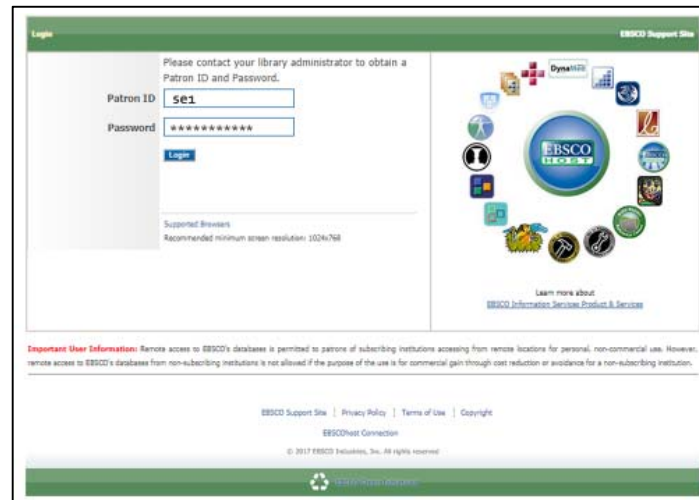 Login
EBSCO Support Site
Please contact your library administrator to obtain a
Patron ID and Password.
Patron ID sei
Password ***********
Login
Supported Browsers
Recommended minimum screen resolution: 1024x768
DynaMed
EBSCO
HOST
Learn more about
EBSCO Information Services Product & Services
Important User Information: Remote access to EBSCO's databases is permitted to patrons of subscribing institutions accessing from remote locations for personal, non-commercial use. However,
remote access to EBSCO's databases from non-subscribing institutions is not allowed if the purpose of the use is for commercial gain through cost reduction or avoidance for a non-subscribing institution.
EBSCO Support Site | Privacy Policy | Terms of Use | Copyright
EBSCOhost Connection
© 2017 EBSCO Industries, Inc. All rights reserved